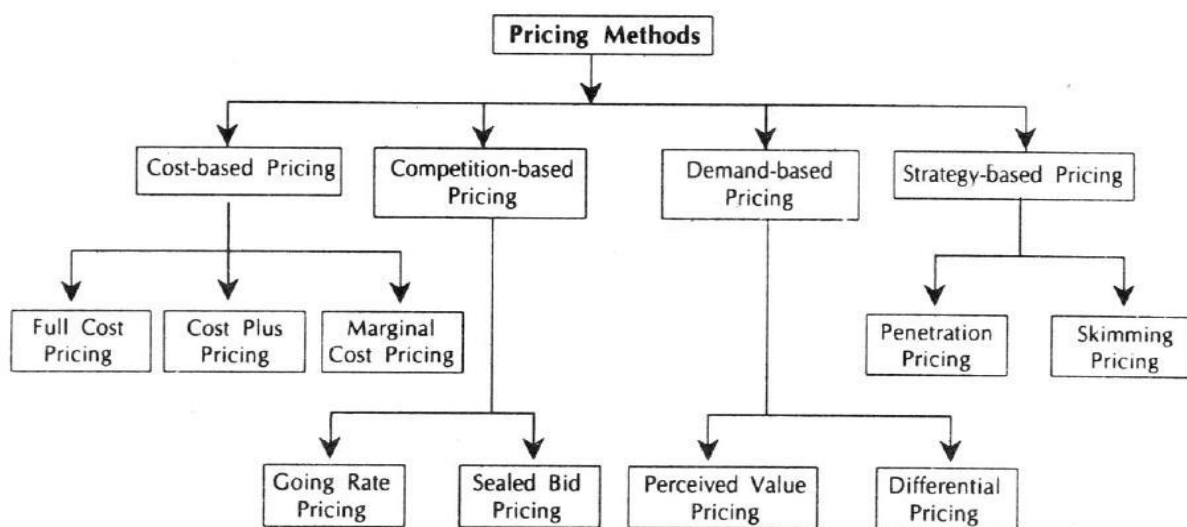 Pricing Methods
Cost-based Pricing
Competition-based
Pricing
Demand-based
Pricing
Strategy-based Pricing
Full Cost
Pricing
Cost Plus
Pricing
Marginal
Cost Pricing
Penetration
Pricing
Skimming
Pricing
Going Rate
Pricing
Sealed Bid
Pricing
Perceived Value
Pricing
Differential
Pricing